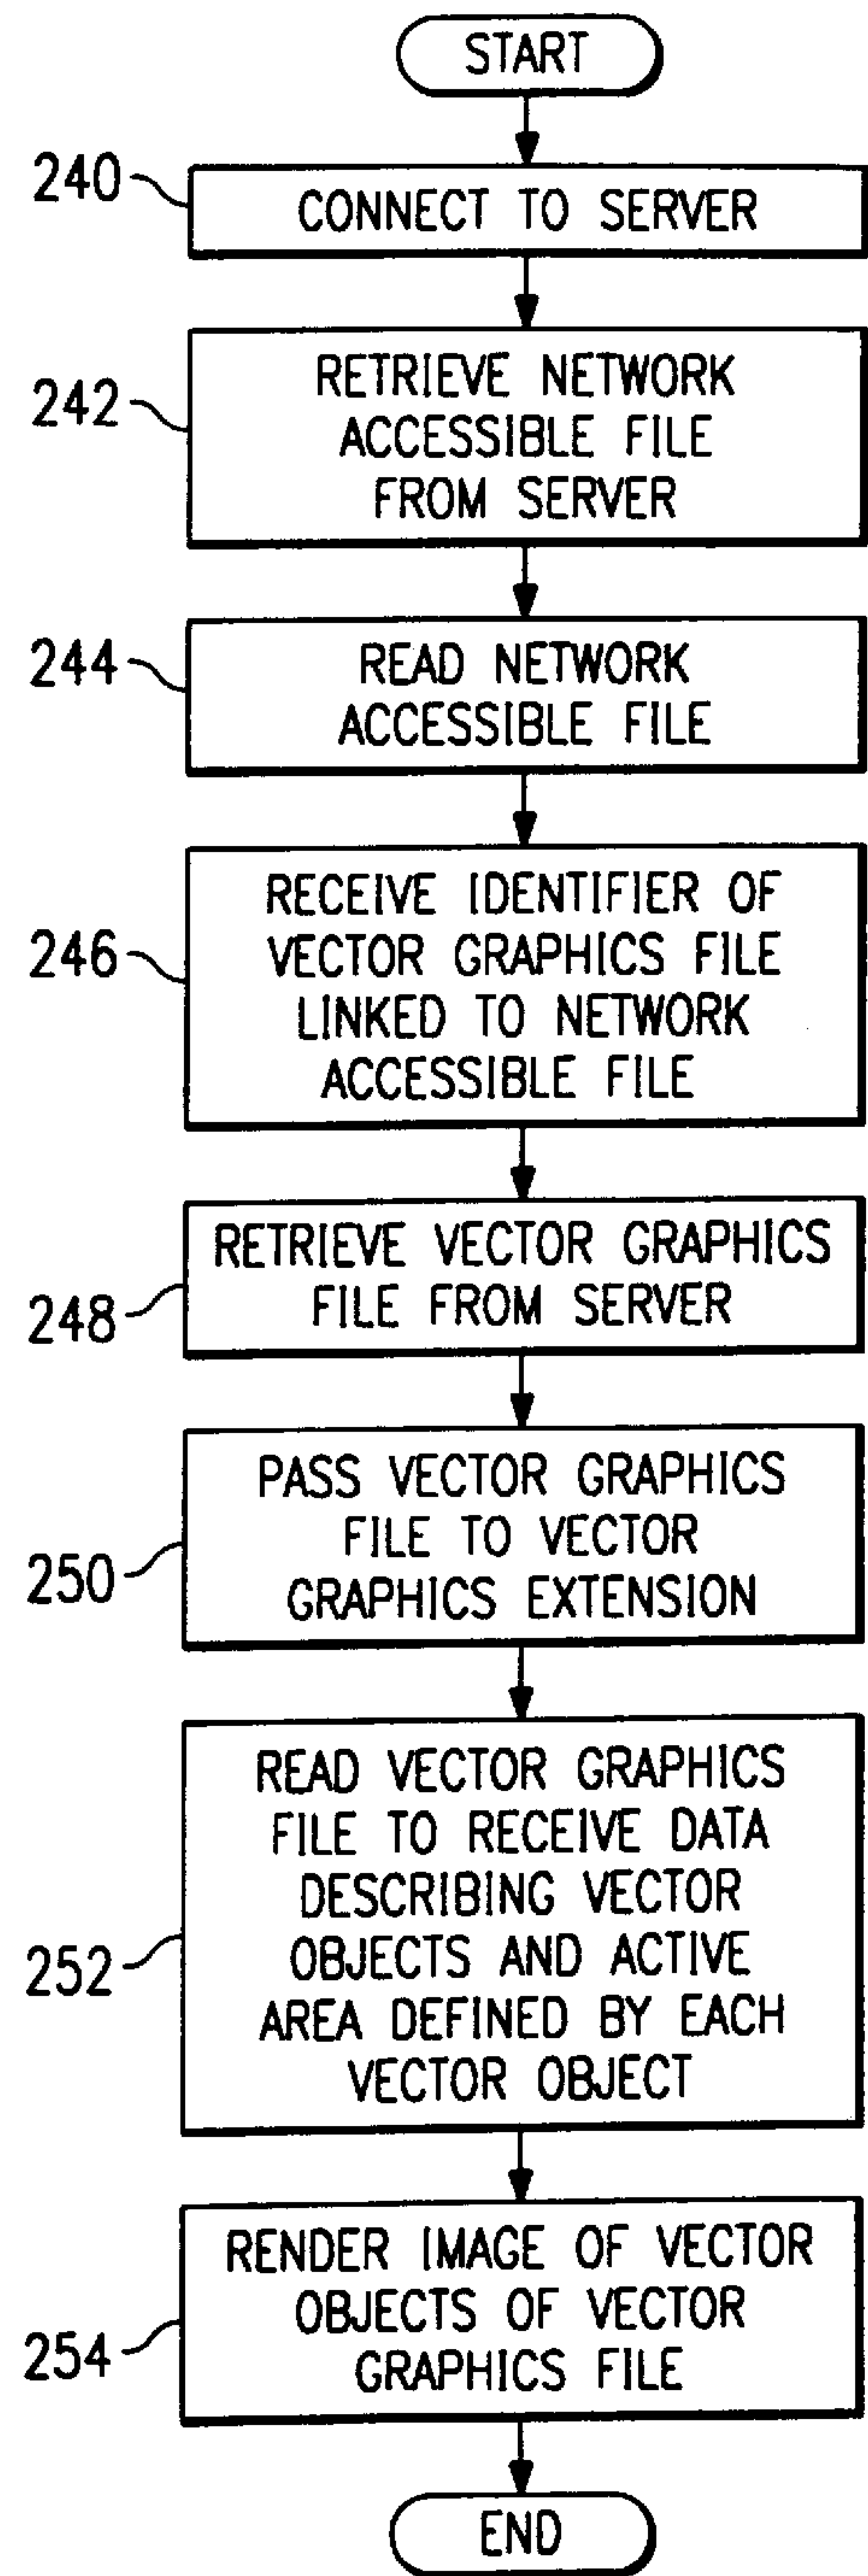 START
240
CONNECT TO SERVER
242
RETRIEVE NETWORK
ACCESSIBLE FILE
FROM SERVER
244
READ NETWORK
ACCESSIBLE FILE
246
RECEIVE IDENTIFIER OF
VECTOR GRAPHICS FILE
LINKED TO NETWORK
ACCESSIBLE FILE
248
RETRIEVE VECTOR GRAPHICS
FILE FROM SERVER
250
PASS VECTOR GRAPHICS
FILE TO VECTOR
GRAPHICS EXTENSION
252
READ VECTOR GRAPHICS
FILE TO RECEIVE DATA
DESCRIBING VECTOR
OBJECTS AND ACTIVE
AREA DEFINED BY EACH
VECTOR OBJECT
254
RENDER IMAGE OF VECTOR
OBJECTS OF VECTOR
GRAPHICS FILE
END